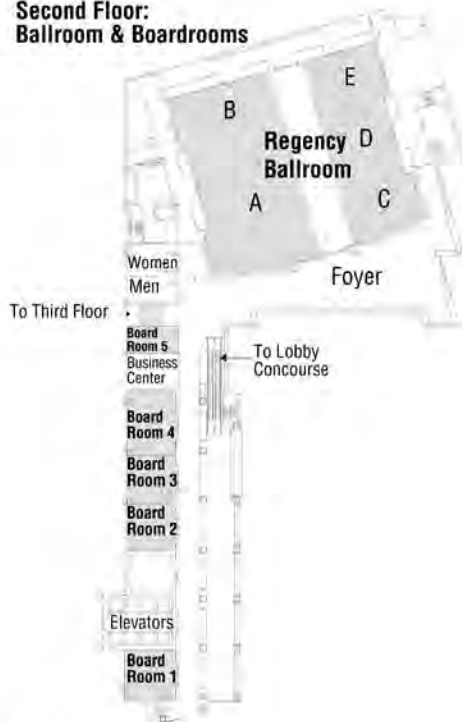 Second Floor:
Ballroom & Boardrooms
E
B
Regency
Ballroom
D
A
C
Women
Men
Foyer
To Third Floor
Board
Room 5
Business
Center
To Lobby
Concourse
Board
Room 4
Board
Room 3
Board
Room 2
Elevators
Board
Room 1